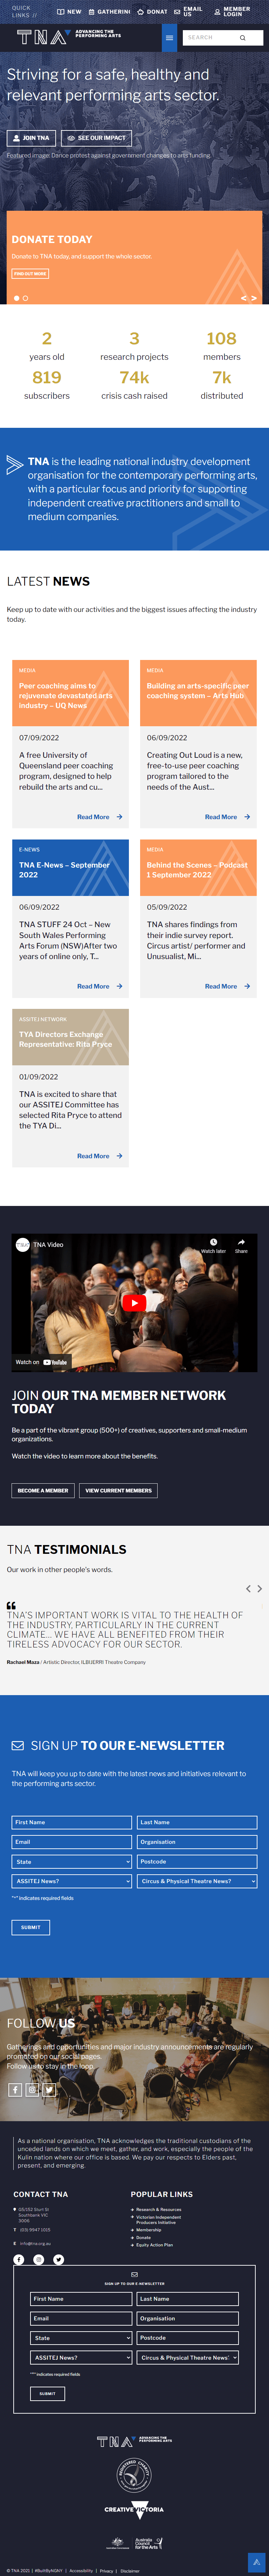 QUICK LINKS //
NEW
GATHERIN
DONAT
EMAIL US
MEMBER LOGIN
TNA
ADVANCING THE
PERFORMING ARTS
SEARCH
Striving for a safe, healthy and
relevant performing arts sector.
JOIN TNA
SEE OUR IMPACT
Featured image: Dance protest against government changes to arts funding
DONATE TODAY
Donate to TNA today, and support the whole sector.
FIND OUT MORE
< >
2
years old
3
research projects
108
members
819
subscribers
74k
crisis cash raised
7k
distributed
TNA is the leading national industry development
organisation for the contemporary performing arts,
with a particular focus and priority for supporting
independent creative practitioners and small to
medium companies.
LATEST NEWS
Keep up to date with our activities and the biggest issues affecting the industry
today.
MEDIA
Peer coaching aims to
rejuvenate devastated arts
industry – UQ News
07/09/2022
A free University of
Queensland peer coaching
program, designed to help
rebuild the arts and cu...
Read More
MEDIA
Building an arts-specific peer
coaching system – Arts Hub
06/09/2022
Creating Out Loud is a new,
free-to-use peer coaching
program tailored to the
needs of the Aust...
Read More
E-NEWS
TNA E-News – September
2022
06/09/2022
TNA STUFF 24 Oct – New
South Wales Performing
Arts Forum (NSW)After two
years of online only, T...
Read More
MEDIA
Behind the Scenes – Podcast
1 September 2022
05/09/2022
TNA shares findings from
their indie survey report.
Circus artist/ performer and
Unusualist, Mi...
Read More
ASSITEJ NETWORK
TYA Directors Exchange
Representative: Rita Pryce
01/09/2022
TNA is excited to share that
our ASSITEJ Committee has
selected Rita Pryce to attend
the TYA Di...
Read More
TNA Video
Watch later
Share
Watch on YouTube
JOIN OUR TNA MEMBER NETWORK
TODAY
Be a part of the vibrant group (500+) of creatives, supporters and small-medium
organizations.
Watch the video to learn more about the benefits.
BECOME A MEMBER
VIEW CURRENT MEMBERS
TNA TESTIMONIALS
Our work in other people's words.
TNA'S IMPORTANT WORK IS VITAL TO THE HEALTH OF
THE INDUSTRY, PARTICULARLY IN THE CURRENT
CLIMATE... WE HAVE ALL BENEFITED FROM THEIR
TIRELESS ADVOCACY FOR OUR SECTOR.
Rachael Maza / Artistic Director, ILBIJERRI Theatre Company
SIGN UP TO OUR E-NEWSLETTER
TNA will keep you up to date with the latest news and initiatives relevant to
the performing arts sector.
First Name
Last Name
Email
Organisation
State
Postcode
ASSITEJ News?
Circus & Physical Theatre News?
"*" indicates required fields
SUBMIT
FOLLOW US
Gatherings and opportunities and major industry announcements are regularly
promoted on our social pages.
Follow us to stay in the loop.
As a national organisation, TNA acknowledges the traditional custodians of the
unceded lands on which we meet, gather, and work, especially the people of the
Kulin nation where our office is based. We pay our respects to Elders past,
present, and emerging.
CONTACT TNA
G5/152 Sturt St
Southbank VIC
3006
T (03) 9947 1015
E info@tna.org.au
POPULAR LINKS
Research & Resources
Victorian Independent
Producers Initiative
Membership
Donate
Equity Action Plan
SIGN UP TO OUR E-NEWSLETTER
First Name
Last Name
Email
Organisation
State
Postcode
ASSITEJ News?
Circus & Physical Theatre News?
"*" indicates required fields
SUBMIT
TNA
ADVANCING THE
PERFORMING ARTS
REGISTERED CHARITY
CREATIVE VICTORIA
Australian Government
Australia
Council
for the Arts
© TNA 2021 | #BuiltByAIGNY | Accessibility | Privacy | Disclaimer